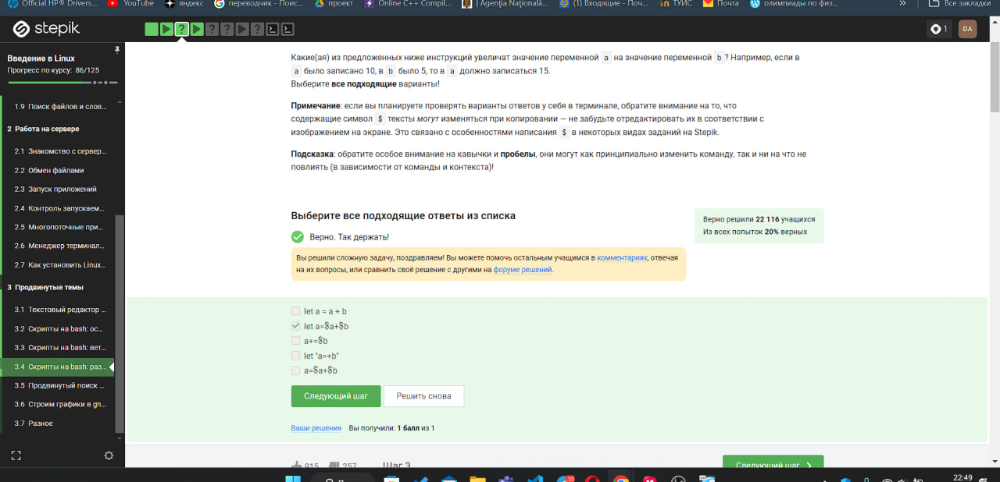 Official HP® Drivers...
YouTube
яндекс
переводчик - Поис...
проект
Online C++ Compil...
| Agenția Națională...
(1) Входящие - Поч...
ТУИС
Почта
олимпиады по физ...
»
Все закладки
stepik
1
DA
Введение в Linux
Прогресс по курсу: 86/125
1.9 Поиск файлов и слов...
2 Работа на сервере
2.1 Знакомство с сервер...
2.2 Обмен файлами
2.3 Запуск приложений
2.4 Контроль запускаем...
2.5 Многопоточные при...
2.6 Менеджер терминал...
2.7 Как установить Linux...
3 Продвинутые темы
3.1 Текстовый редактор ...
3.2 Скрипты на bash: ос...
3.3 Скрипты на bash: вет...
3.4 Скрипты на bash: раз...
3.5 Продвинутый поиск ...
3.6 Строим графики в gn...
3.7 Разное
Какие(ая) из предложенных ниже инструкций увеличат значение переменной a на значение переменной b? Например, если в
a было записано 10, в b было 5, то в a должно записаться 15.
Выберите все подходящие варианты!
Примечание: если вы планируете проверять варианты ответов у себя в терминале, обратите внимание на то, что
содержащие символ $ тексты могут изменяться при копировании — не забудьте отредактировать их в соответствии с
изображением на экране. Это связано с особенностями написания $ в некоторых видах заданий на Stepik.
Подсказка: обратите особое внимание на кавычки и пробелы, они могут как принципиально изменить команду, так и ни на что не
повлиять (в зависимости от команды и контекста)!
Выберите все подходящие ответы из списка
Верно. Так держать!
Верно решили 22 116 учащихся
Из всех попыток 20% верных
Вы решили сложную задачу, поздравляем! Вы можете помочь остальным учащимся в комментариях, отвечая
на их вопросы, или сравнить своё решение с другими на форуме решений.
let a = a + b
let a=$a+$b
a+=$b
let "a=+b"
a=$a+$b
Следующий шаг
Решить снова
Ваши решения Вы получили: 1 балл из 1
915
257
Шаг 3
Следующий шаг
55
22:49